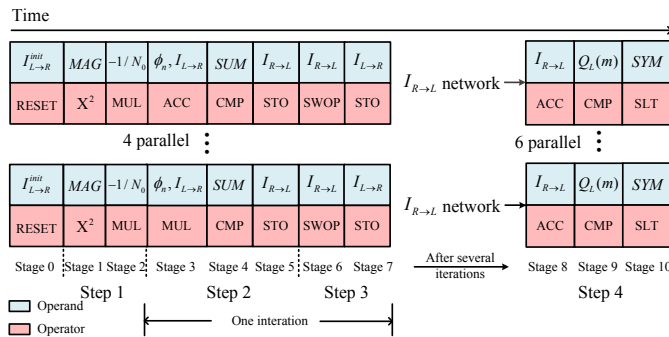 Time
I_{L→R}^{init} MAG −1/N_0 ϕ_n, I_{L→R} SUM I_{R→L} I_{R→L} I_{L→R}
RESET X^2 MUL ACC CMP STO SWOP STO
I_{R→L} network
I_{R→L} Q_L(m) SYM
ACC CMP SLT
4 parallel
6 parallel
I_{L→R}^{init} MAG −1/N_0 ϕ_n, I_{L→R} SUM I_{R→L} I_{R→L} I_{L→R}
RESET X^2 MUL MUL CMP STO SWOP STO
I_{R→L} network
I_{R→L} Q_L(m) SYM
ACC CMP SLT
Stage 0 Stage 1 Stage 2 Stage 3 Stage 4 Stage 5 Stage 6 Stage 7
After several
iterations
Stage 8 Stage 9 Stage 10
Step 1 Step 2 Step 3 Step 4
Operand
Operator
One interation